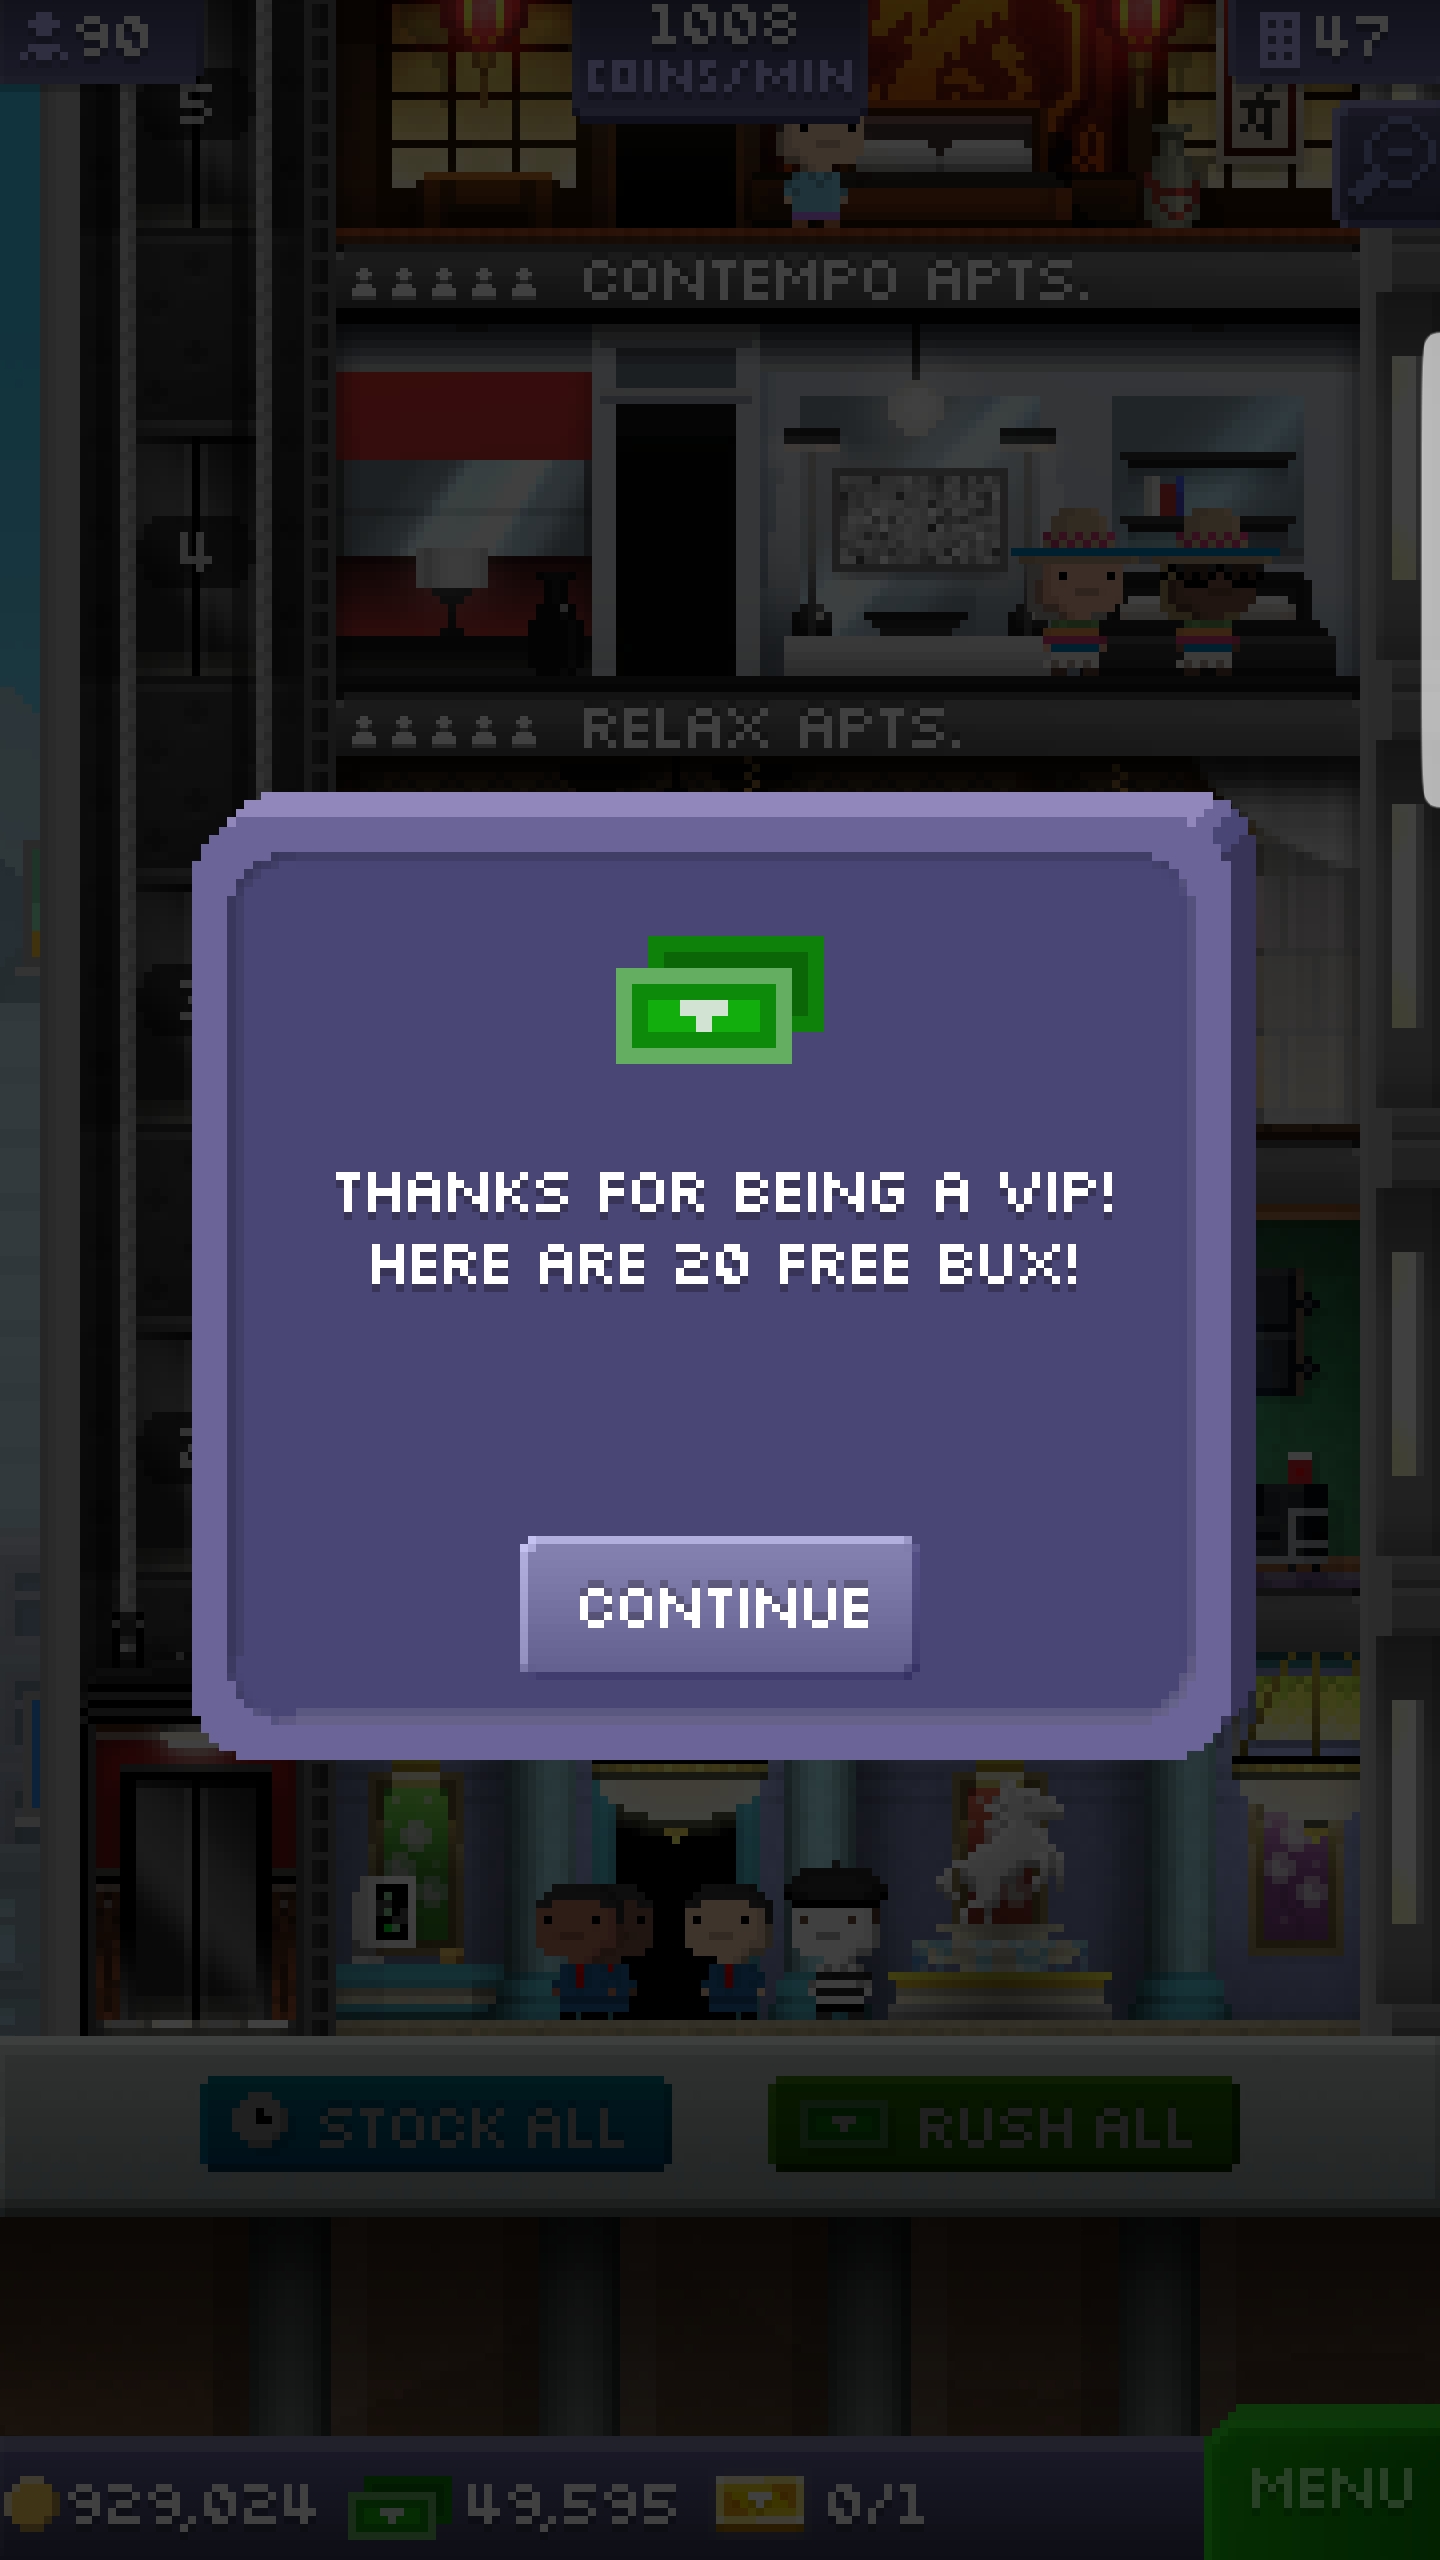 90
1008
COINS/MIN
47
5
CONTEMPO APTS.
4
RELAX APTS.
THANKS FOR BEING A VIP!
HERE ARE 20 FREE BUX!
CONTINUE
STOCK ALL
RUSH ALL
929,024
49,595
0/1
MENU